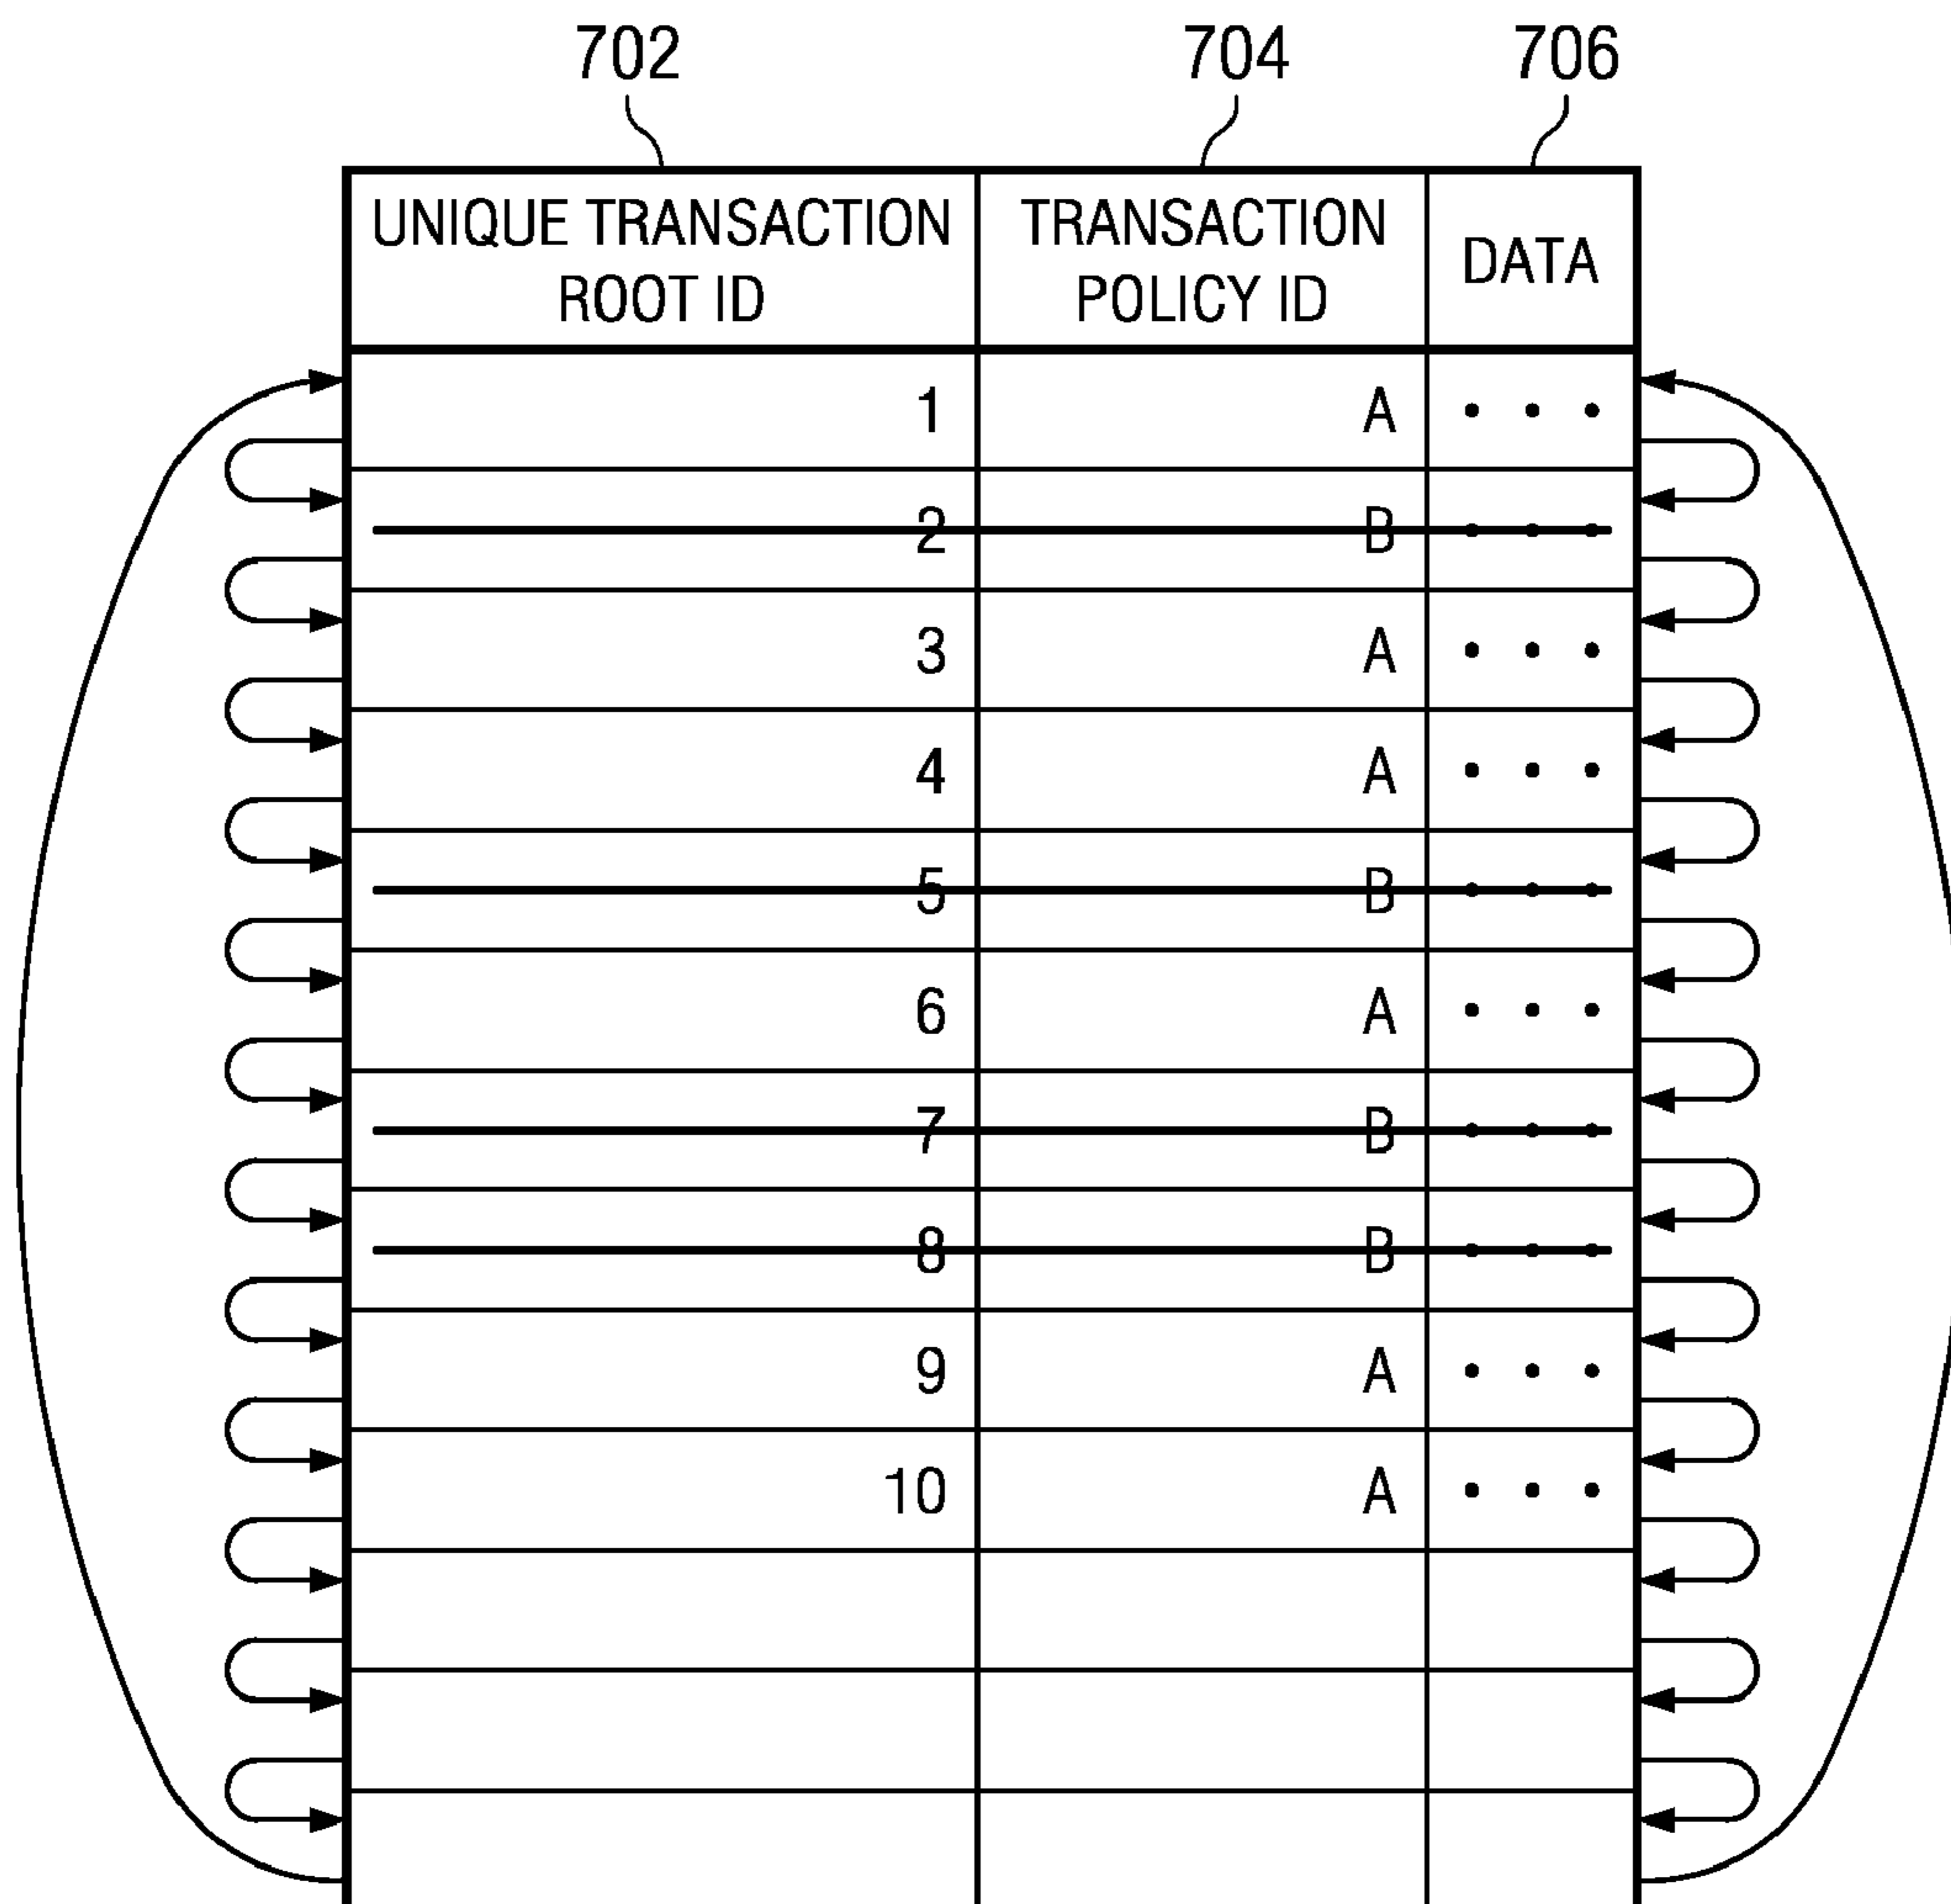 702 704 706
UNIQUE TRANSACTION TRANSACTION DATA
ROOT ID POLICY ID
1 A • • •
2 B • • •
3 A • • •
4 A • • •
5 B • • •
6 A • • •
7 B • • •
8 B • • •
9 A • • •
10 A • • •